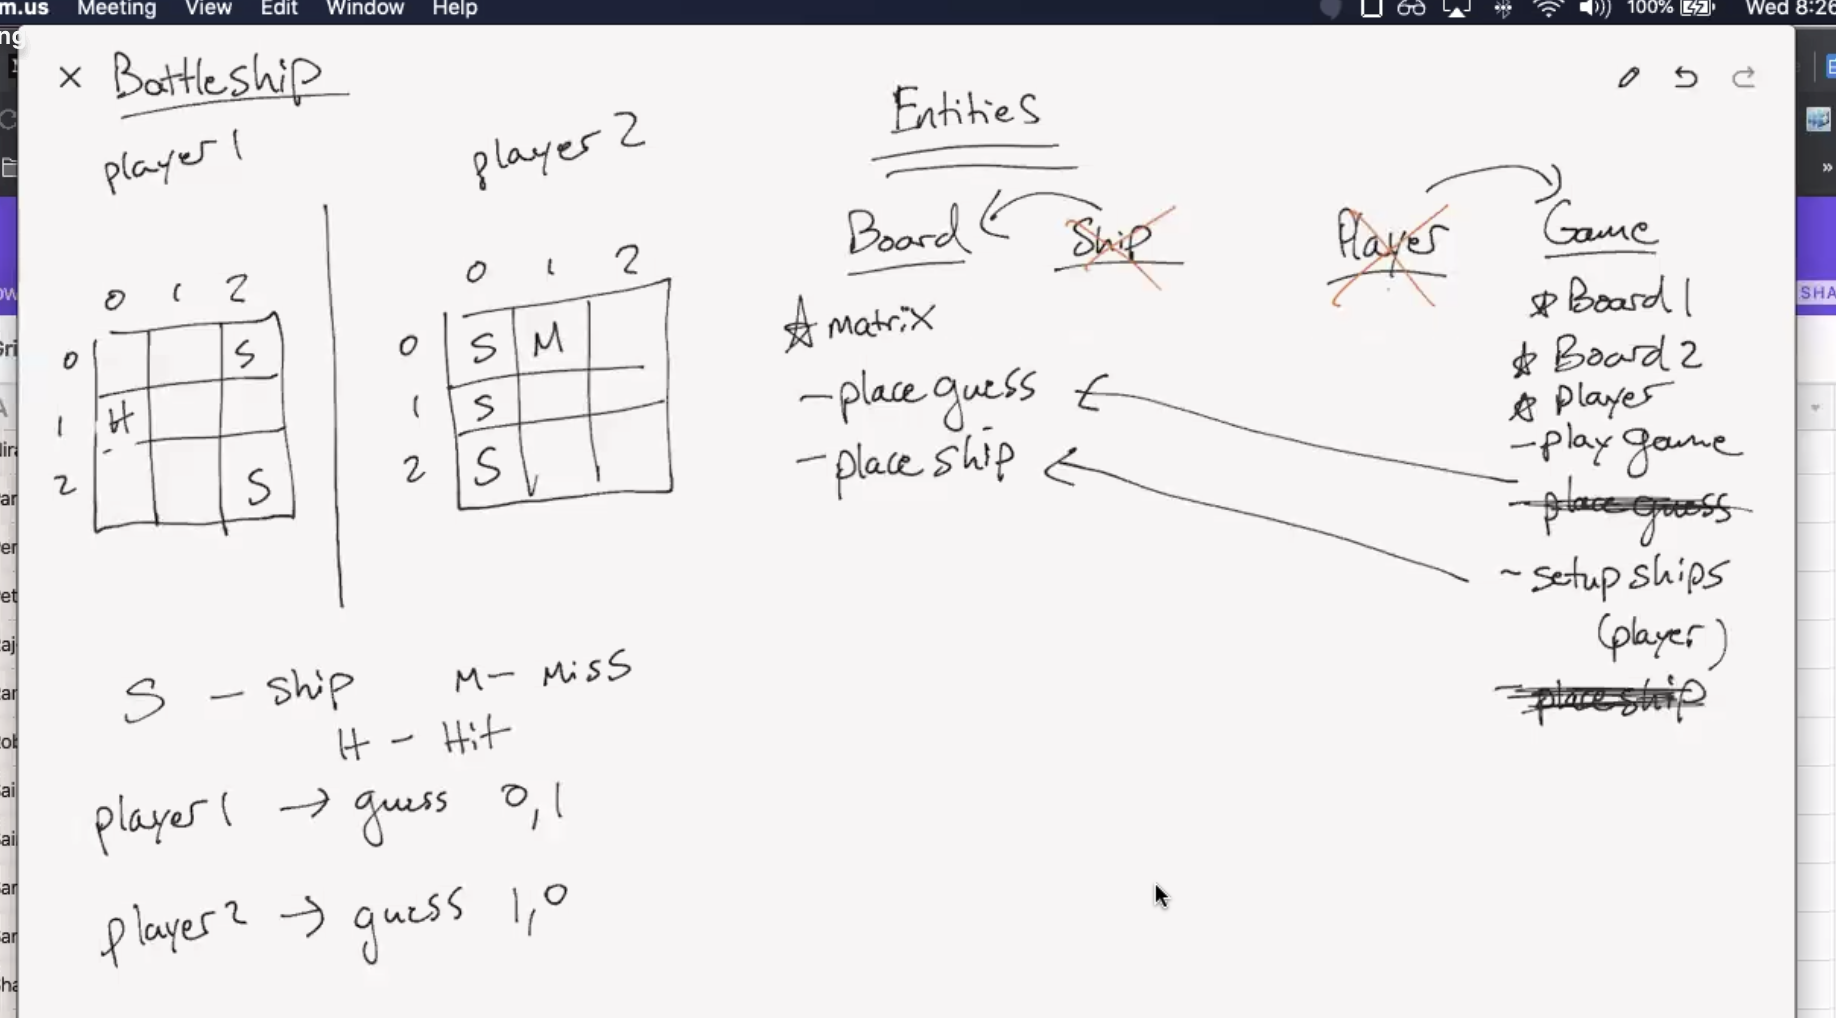 m.us Meeting View Edit Window Help 100% Wed 8:26
ng
× Battleship
player 1
player 2
0 1 2
0 S
1 H
2 S
0 1 2
0 S M
1 S
2 S
S - Ship M- Miss
H - Hit
player 1 → guess 0,1
player 2 → guess 1,0
Entities
Board
☆ matrix
- place guess
- place ship
Ship
Player
Game
☆ Board 1
☆ Board 2
☆ Player
- play game
- place guess
- setup ships
(player)
- place ship
SHA